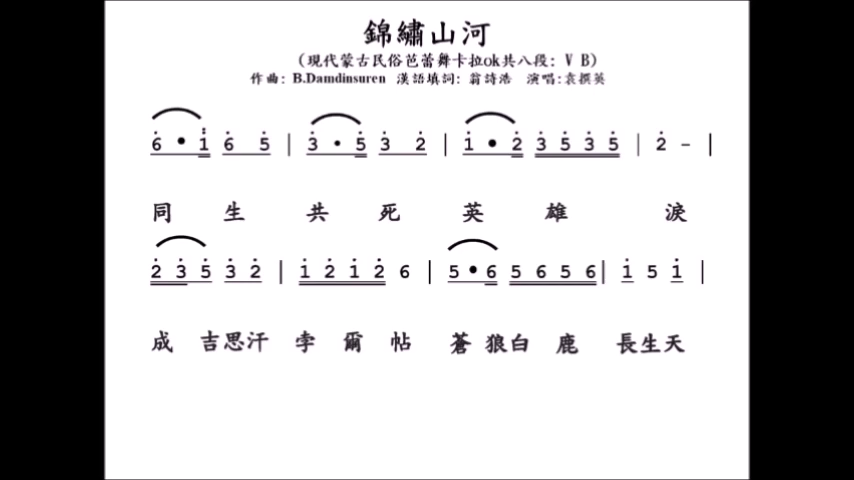 錦繡山河
(現代蒙古民俗芭蕾舞卡拉ok共八段: V B)
作曲: B.Damdinsuren 漢語填詞: 翁詩浩 演唱:袁撰英
6 • 1 6 5 | 3 • 5 3 2 | 1 • 2 3 5 3 5 | 2 – |
同 生 共 死 英 雄 淚
2 3 5 3 2 | 1 2 1 2 6 | 5 • 6 5 6 5 6 | 1 5 1 |
成 吉思汗 孛 爾 帖 蒼 狼白 鹿 長生天